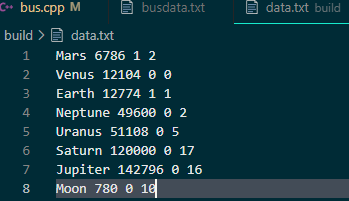 bus.cpp M busdata.txt data.txt build
build > data.txt
1 Mars 6786 1 2
2 Venus 12104 0 0
3 Earth 12774 1 1
4 Neptune 49600 0 2
5 Uranus 51108 0 5
6 Saturn 120000 0 17
7 Jupiter 142796 0 16
8 Moon 780 0 10